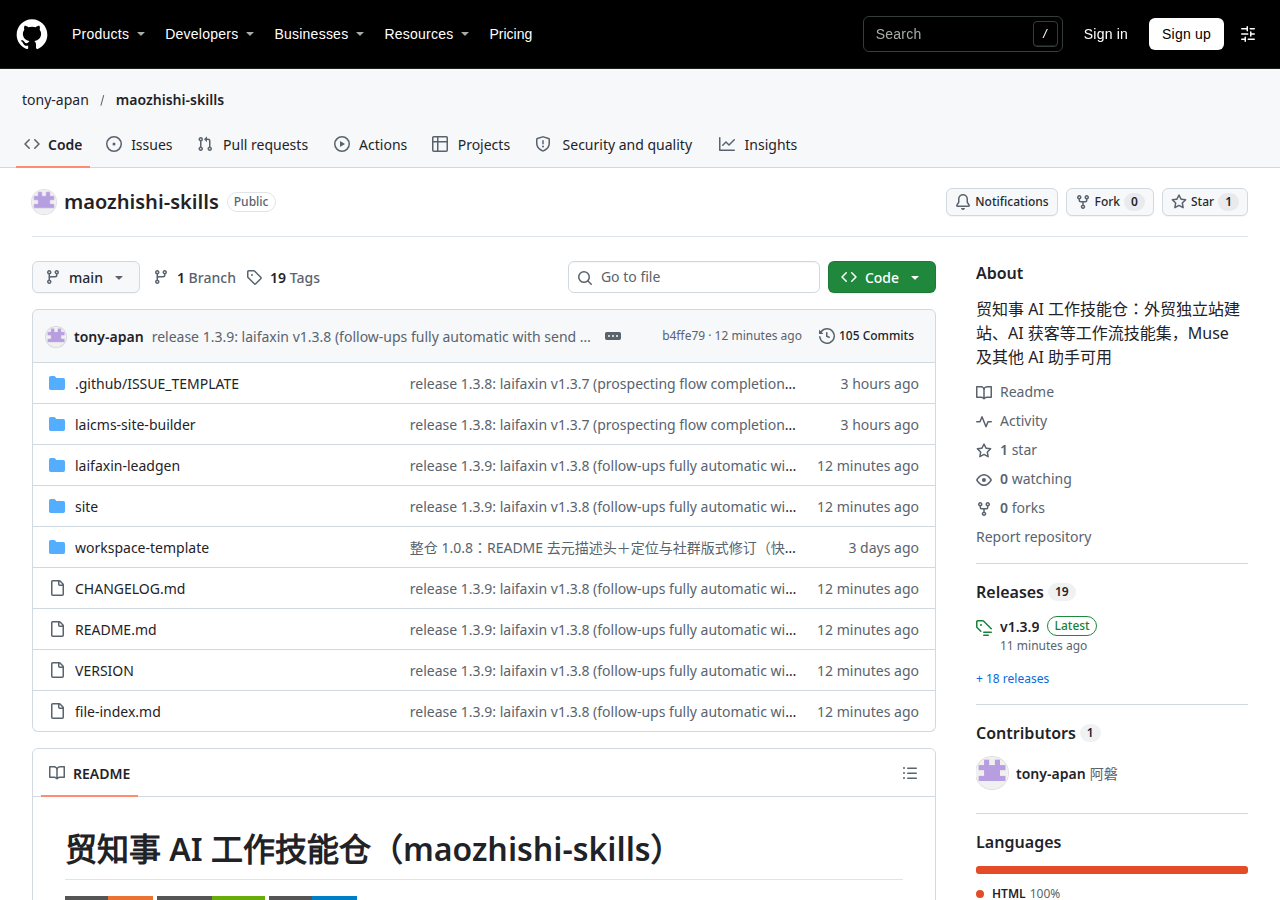 Products Developers Businesses Resources Pricing Search / Sign in Sign up
tony-apan / maozhishi-skills
Code Issues Pull requests Actions Projects Security and quality Insights
maozhishi-skills Public Notifications Fork 0 Star 1
main 1 Branch 19 Tags Go to file Code
tony-apan release 1.3.9: laifaxin v1.3.8 (follow-ups fully automatic with send ... b4ffe79 · 12 minutes ago 105 Commits
.github/ISSUE_TEMPLATE release 1.3.8: laifaxin v1.3.7 (prospecting flow completion... 3 hours ago
laicms-site-builder release 1.3.8: laifaxin v1.3.7 (prospecting flow completion... 3 hours ago
laifaxin-leadgen release 1.3.9: laifaxin v1.3.8 (follow-ups fully automatic wi... 12 minutes ago
site release 1.3.9: laifaxin v1.3.8 (follow-ups fully automatic wi... 12 minutes ago
workspace-template 整仓 1.0.8：README 去元描述头＋定位与社群版式修订（快... 3 days ago
CHANGELOG.md release 1.3.9: laifaxin v1.3.8 (follow-ups fully automatic wi... 12 minutes ago
README.md release 1.3.9: laifaxin v1.3.8 (follow-ups fully automatic wi... 12 minutes ago
VERSION release 1.3.9: laifaxin v1.3.8 (follow-ups fully automatic wi... 12 minutes ago
file-index.md release 1.3.9: laifaxin v1.3.8 (follow-ups fully automatic wi... 12 minutes ago
README
贸知事 AI 工作技能仓（maozhishi-skills）
About
贸知事 AI 工作技能仓：外贸独立站建
站、AI 获客等工作流技能集，Muse
及其他 AI 助手可用
Readme
Activity
1 star
0 watching
0 forks
Report repository
Releases 19
v1.3.9 Latest
11 minutes ago
+ 18 releases
Contributors 1
tony-apan 阿磐
Languages
HTML 100%